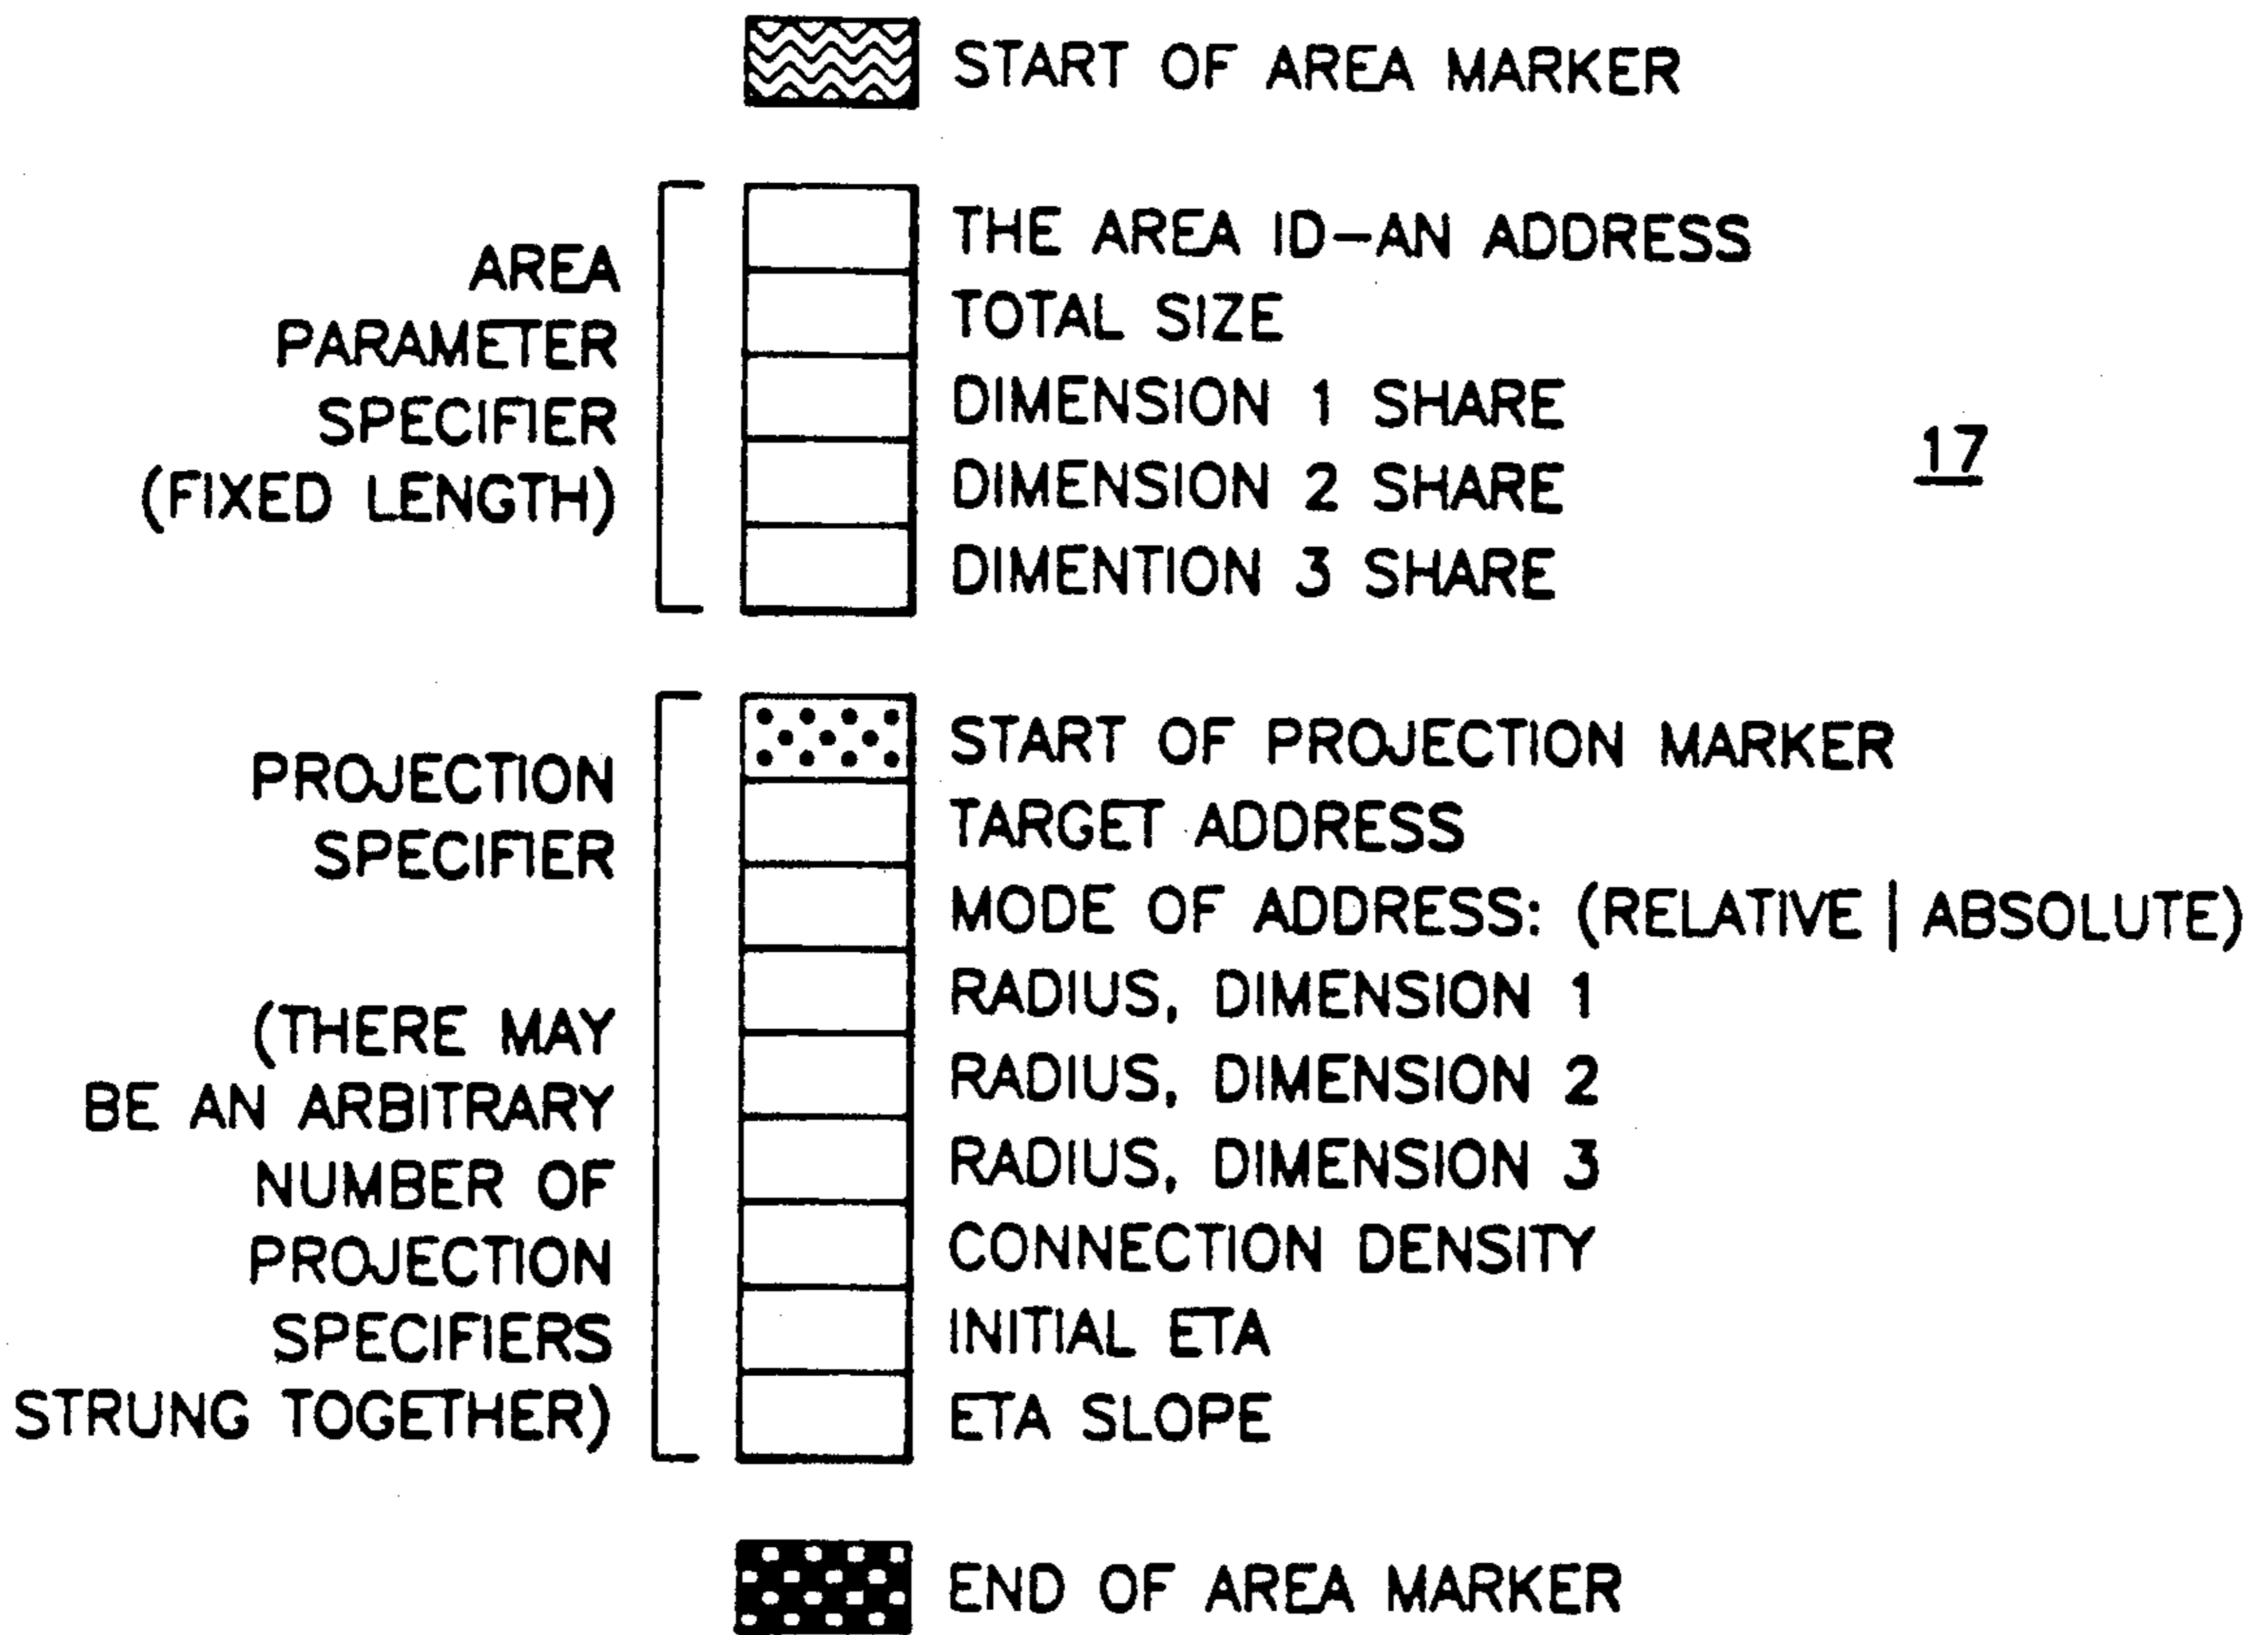 START OF AREA MARKER
AREA
PARAMETER
SPECIFIER
(FIXED LENGTH)
THE AREA ID—AN ADDRESS
TOTAL SIZE
DIMENSION 1 SHARE
DIMENSION 2 SHARE
DIMENTION 3 SHARE
17
PROJECTION
SPECIFIER
(THERE MAY
BE AN ARBITRARY
NUMBER OF
PROJECTION
SPECIFIERS
STRUNG TOGETHER)
START OF PROJECTION MARKER
TARGET ADDRESS
MODE OF ADDRESS: (RELATIVE | ABSOLUTE)
RADIUS, DIMENSION 1
RADIUS, DIMENSION 2
RADIUS, DIMENSION 3
CONNECTION DENSITY
INITIAL ETA
ETA SLOPE
END OF AREA MARKER